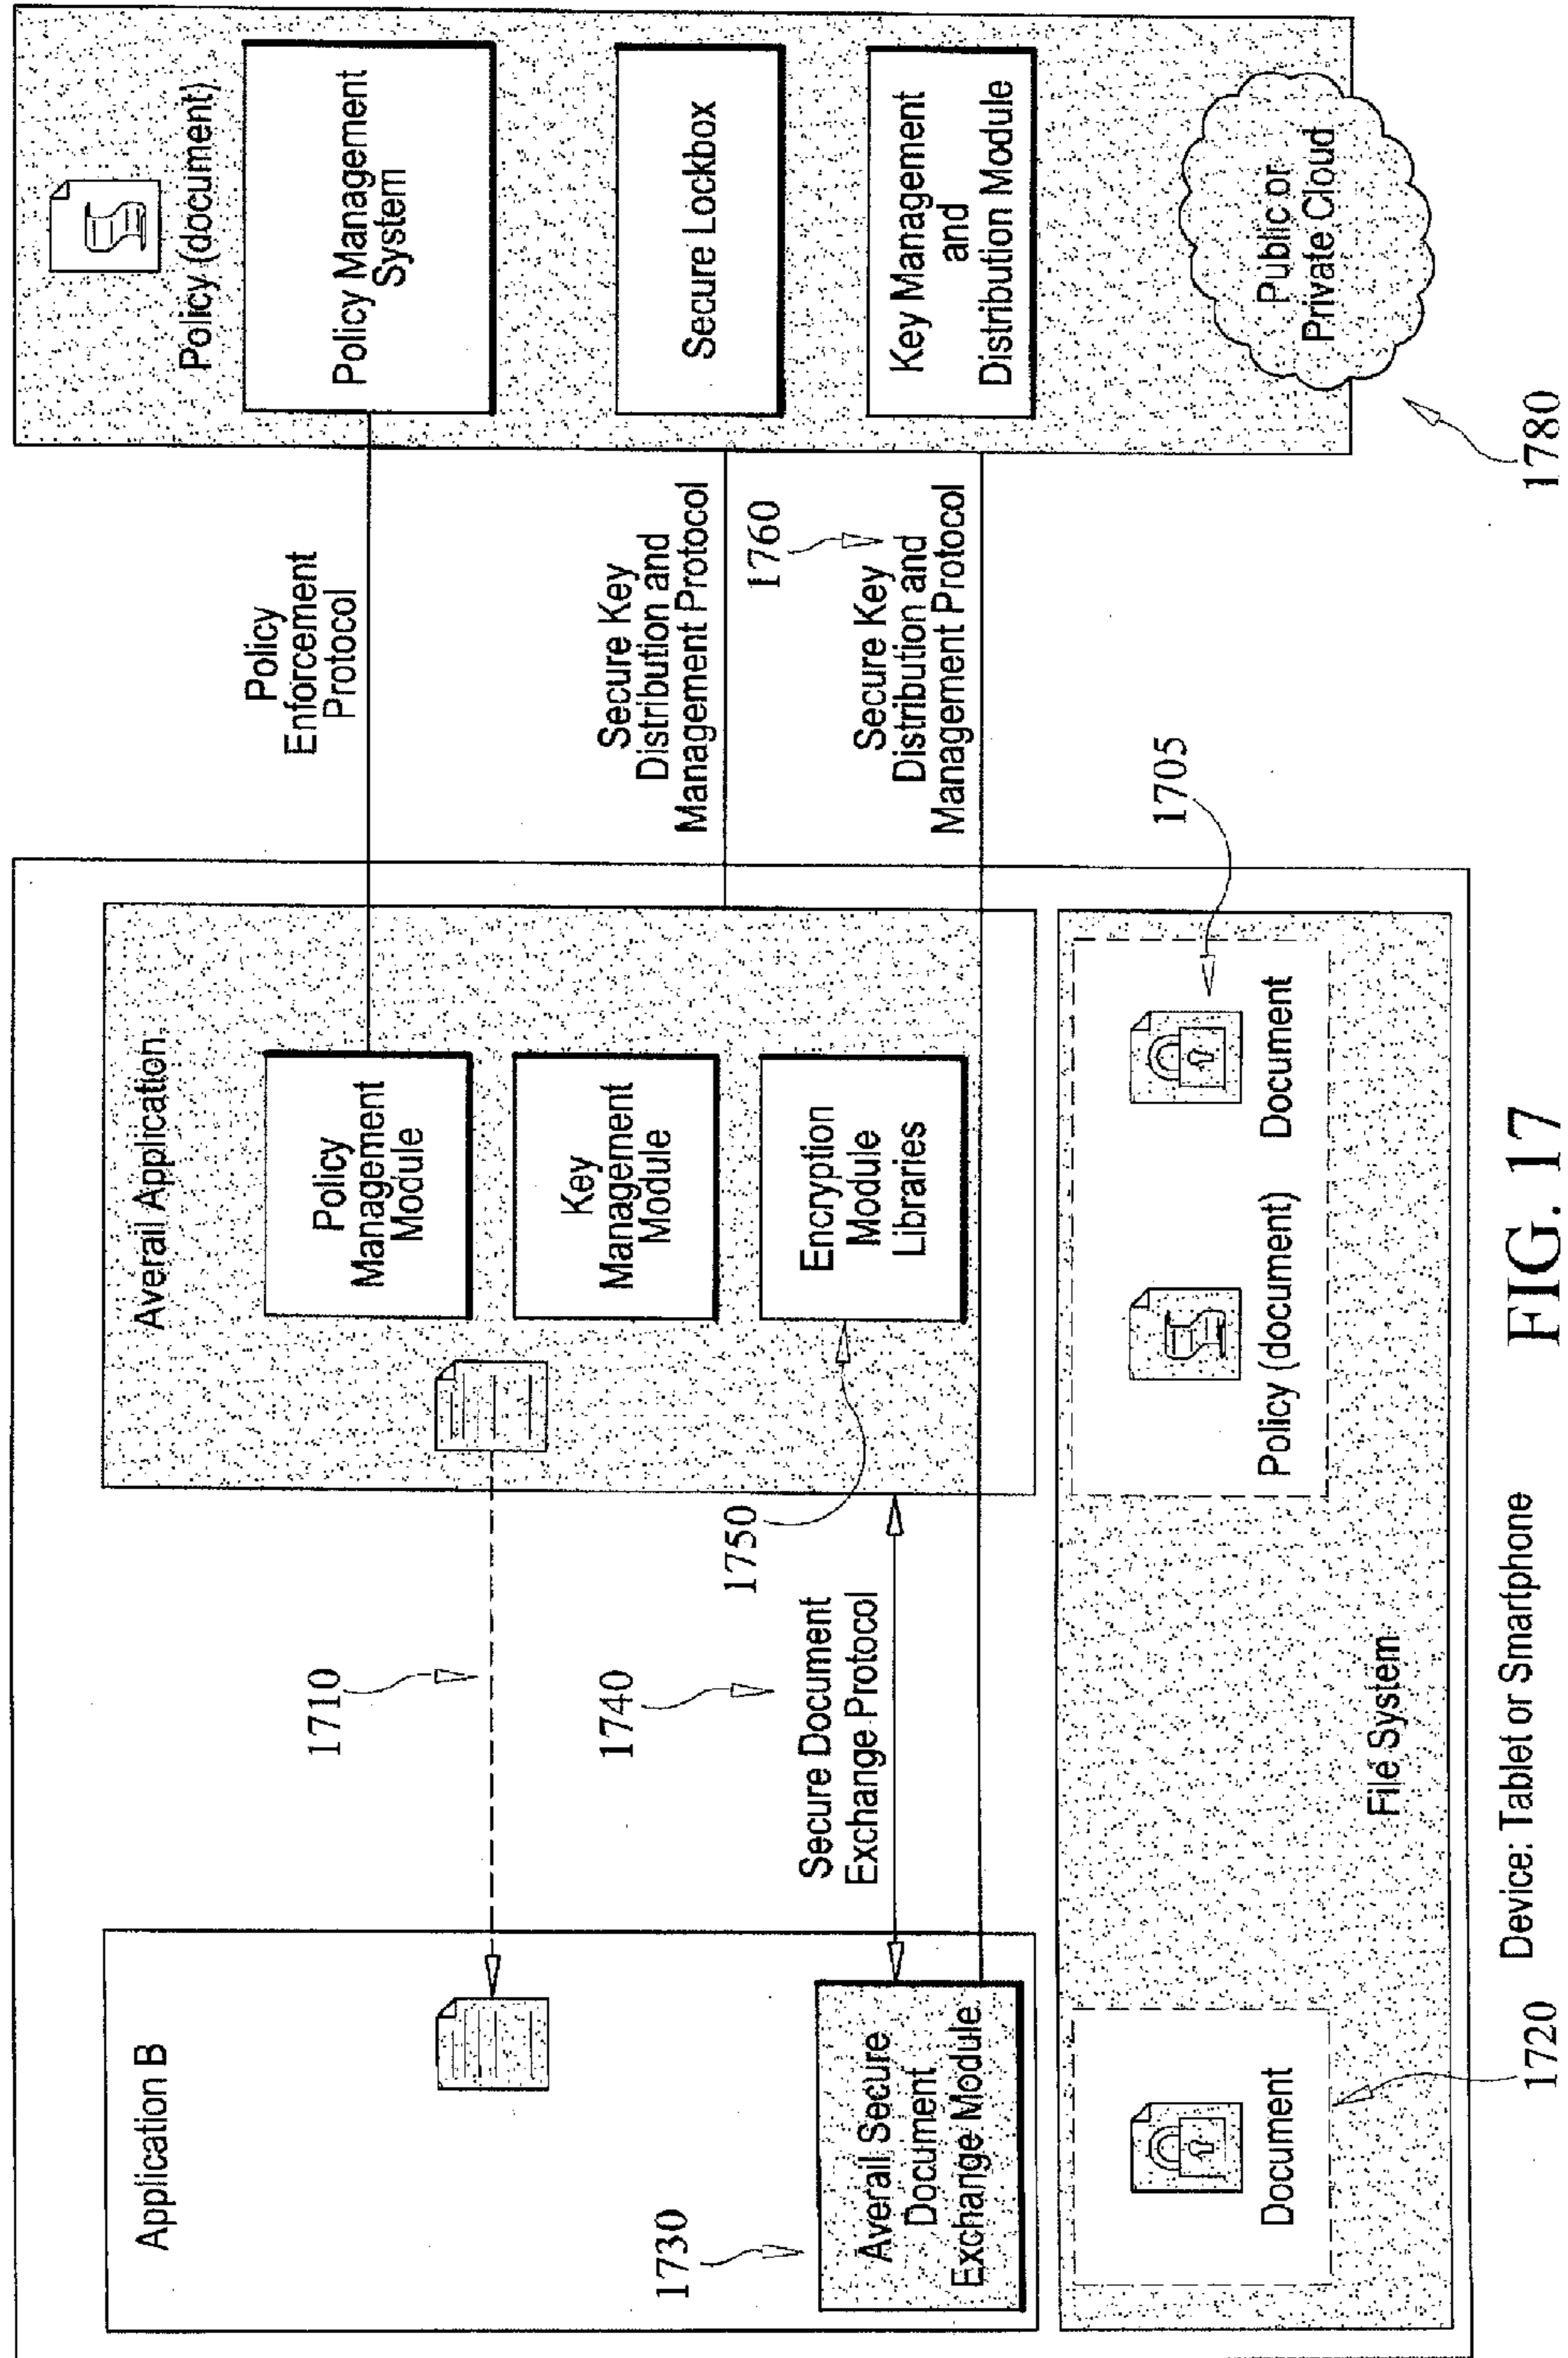 Application B
Averail Secure
Document
Exchange Module
1730
1710
1740
Secure Document
Exchange Protocol
1750
Averail Application
Policy
Management
Module
Key
Management
Module
Encryption
Module
Libraries
Policy
Enforcement
Protocol
Secure Key
Distribution and
Management Protocol
1760
Secure Key
Distribution and
Management Protocol
Policy (document)
Policy Management
System
Secure Lockbox
Key Management
and
Distribution Module
Public or
Private Cloud
1780
Document
1720
File System
Policy (document)
Document
1705
Device: Tablet or Smartphone
FIG. 17